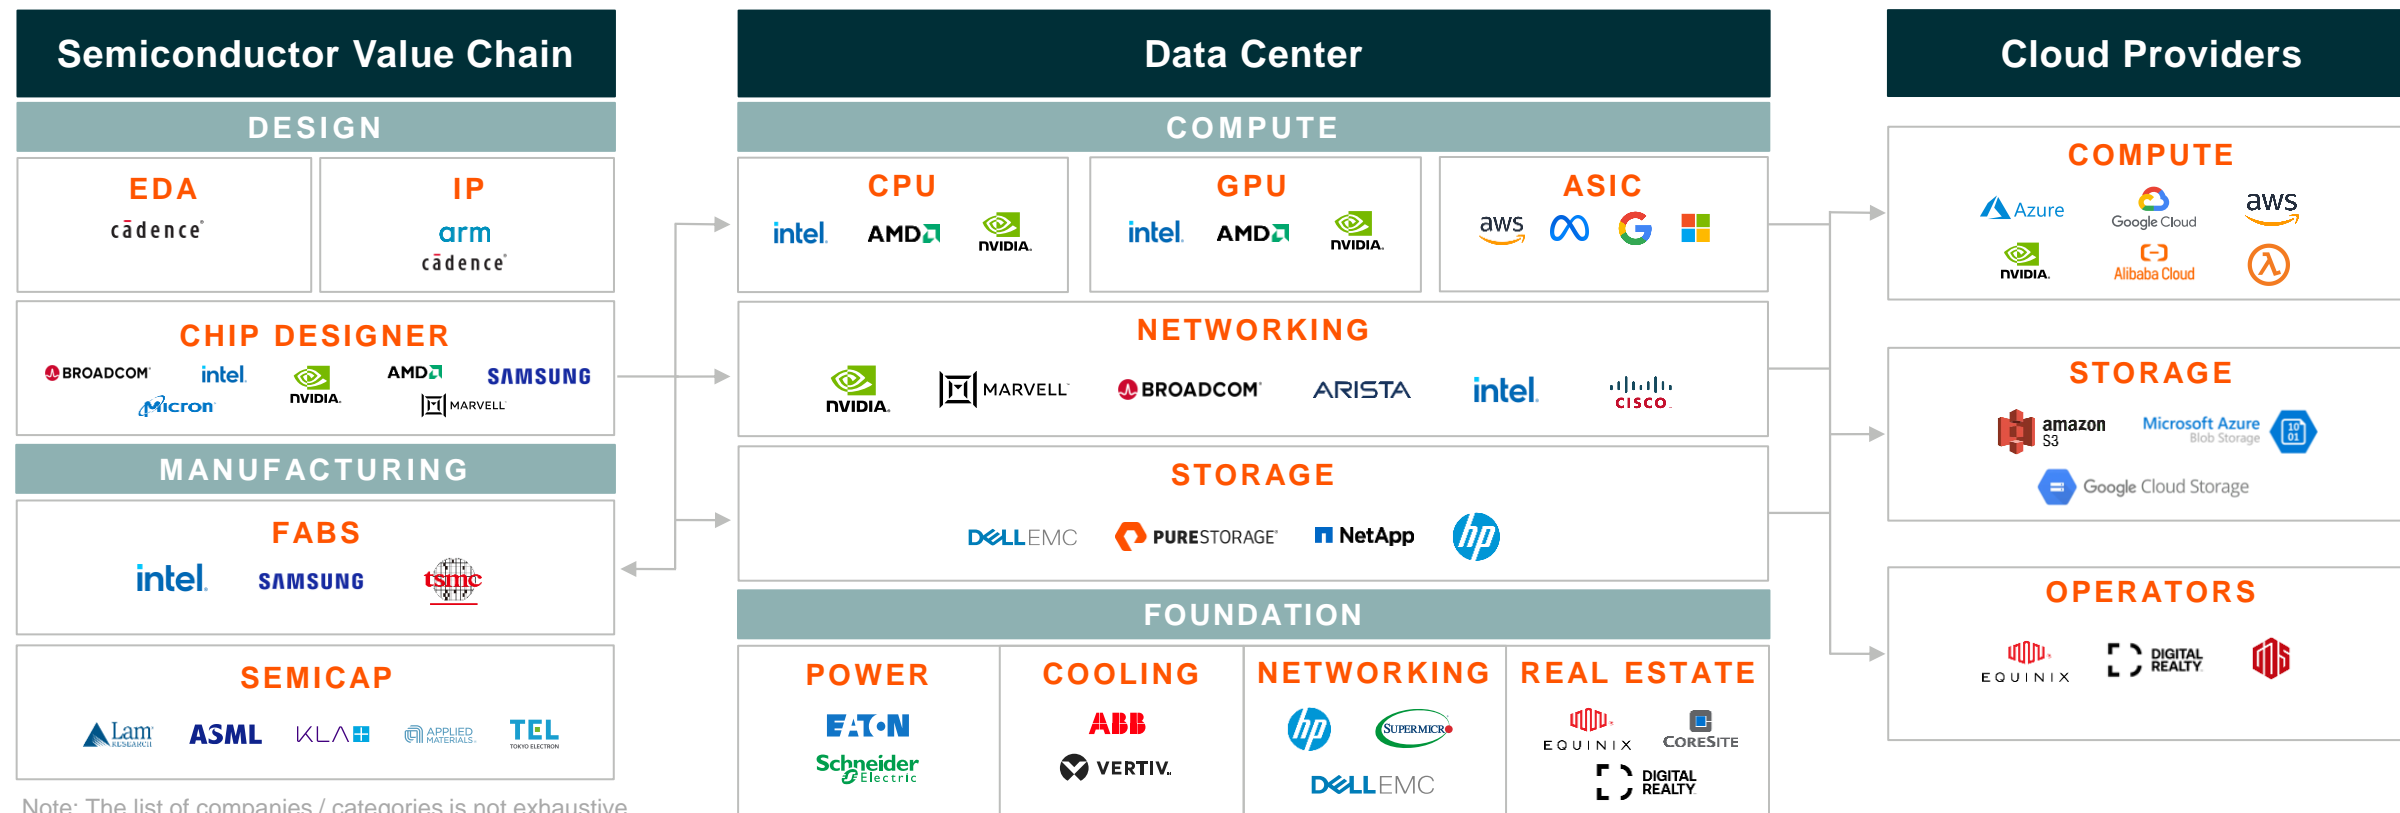 Semiconductor Value Chain
DESIGN
EDA
cādence
IP
arm
cādence
CHIP DESIGNER
BROADCOM
intel.
NVIDIA.
AMD
SAMSUNG
Micron
MARVELL
MANUFACTURING
FABS
intel.
SAMSUNG
tsmc
SEMICAP
Lam RESEARCH
ASML
KLA
APPLIED MATERIALS
TEL
TOKYO ELECTRON
Note: The list of companies / categories is not exhaustive
Data Center
COMPUTE
CPU
intel.
AMD
NVIDIA.
GPU
intel.
AMD
NVIDIA.
ASIC
aws
G
NETWORKING
NVIDIA.
MARVELL
BROADCOM
ARISTA
intel.
CISCO
STORAGE
DELLEMC
PURESTORAGE
NetApp
hp
FOUNDATION
POWER
EATON
Schneider
Electric
COOLING
ABB
VERTIV.
NETWORKING
hp
SUPERMICRO
DELLEMC
REAL ESTATE
EQUINIX
CORESITE
DIGITAL
REALTY
Cloud Providers
COMPUTE
Azure
Google Cloud
aws
NVIDIA.
Alibaba Cloud
λ
STORAGE
amazon
S3
Microsoft Azure
Blob Storage
10
01
Google Cloud Storage
OPERATORS
EQUINIX
DIGITAL
REALTY
GDS